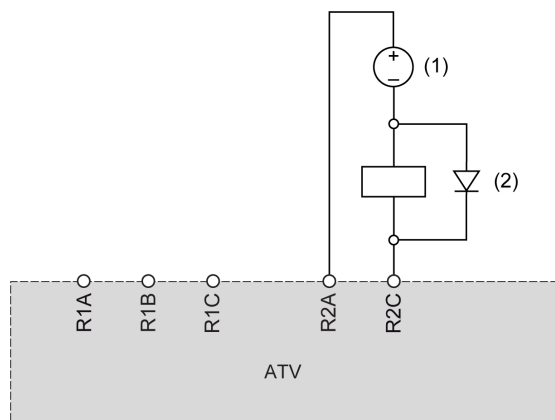 +
(1)
−
(2)
R1A
R1B
R1C
R2A
R2C
ATV